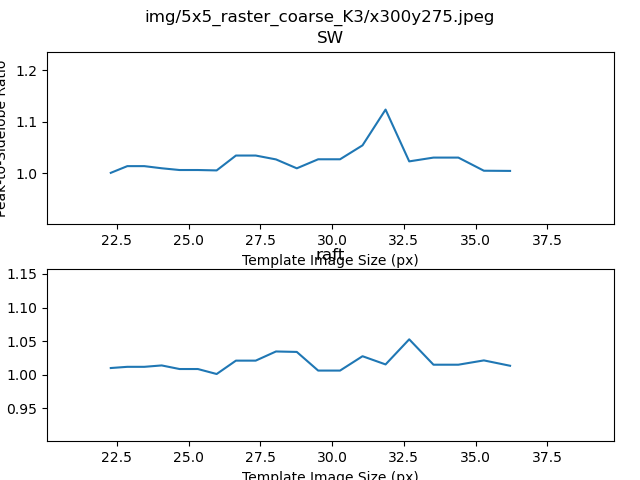 img/5x5_raster_coarse_K3/x300y275.jpeg
SW
Peak-to-Sidelobe Ratio
1.2
1.1
1.0
22.5 25.0 27.5 30.0 32.5 35.0 37.5
Template Image Size (px)
raft
1.15
1.10
1.05
1.00
0.95
22.5 25.0 27.5 30.0 32.5 35.0 37.5
Template Image Size (px)